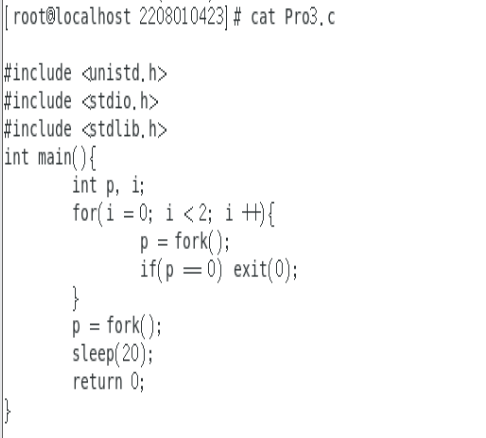 [root@localhost 2208010423]# cat Pro3.c
#include <unistd.h>
#include <stdio.h>
#include <stdlib.h>
int main(){
int p, i;
for(i =0; i <2; i ++){
p = fork();
if(p ==0) exit(0);
}
p = fork();
sleep(20);
return 0;
}